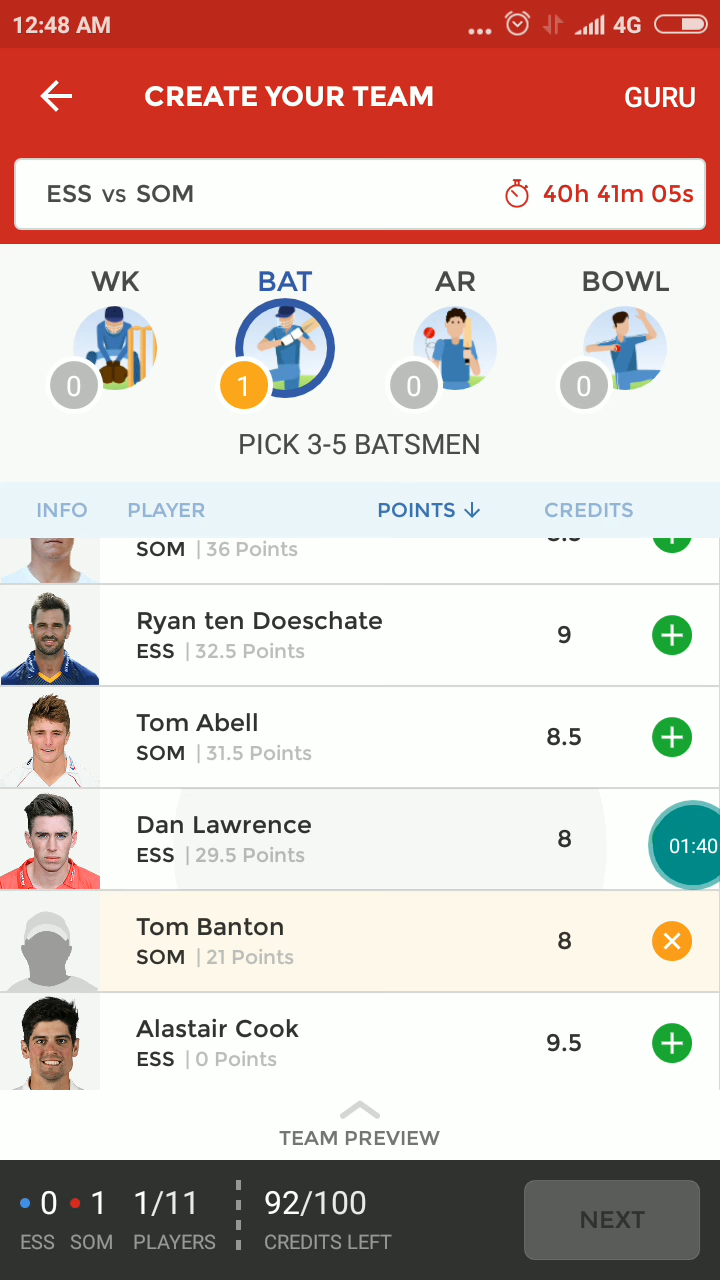 12:48 AM
4G
CREATE YOUR TEAM
GURU
ESS vs SOM
40h 41m 05s
WK
BAT
AR
BOWL
0
1
0
0
PICK 3-5 BATSMEN
INFO
PLAYER
POINTS ↓
CREDITS
SOM | 36 Points
Ryan ten Doeschate
ESS | 32.5 Points
9
Tom Abell
SOM | 31.5 Points
8.5
Dan Lawrence
ESS | 29.5 Points
8
01:40
Tom Banton
SOM | 21 Points
8
Alastair Cook
ESS | 0 Points
9.5
TEAM PREVIEW
0 1 1/11 92/100
ESS SOM PLAYERS CREDITS LEFT
NEXT